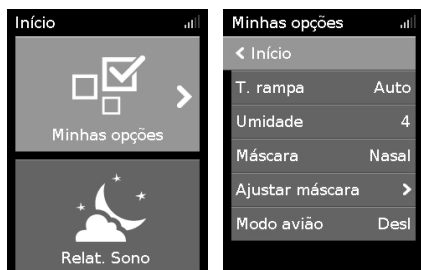 Início
Minhas opções
Relat. Sono
Minhas opções
Início
T. rampa Auto
Umidade 4
Máscara Nasal
Ajustar máscara
Modo avião Desl